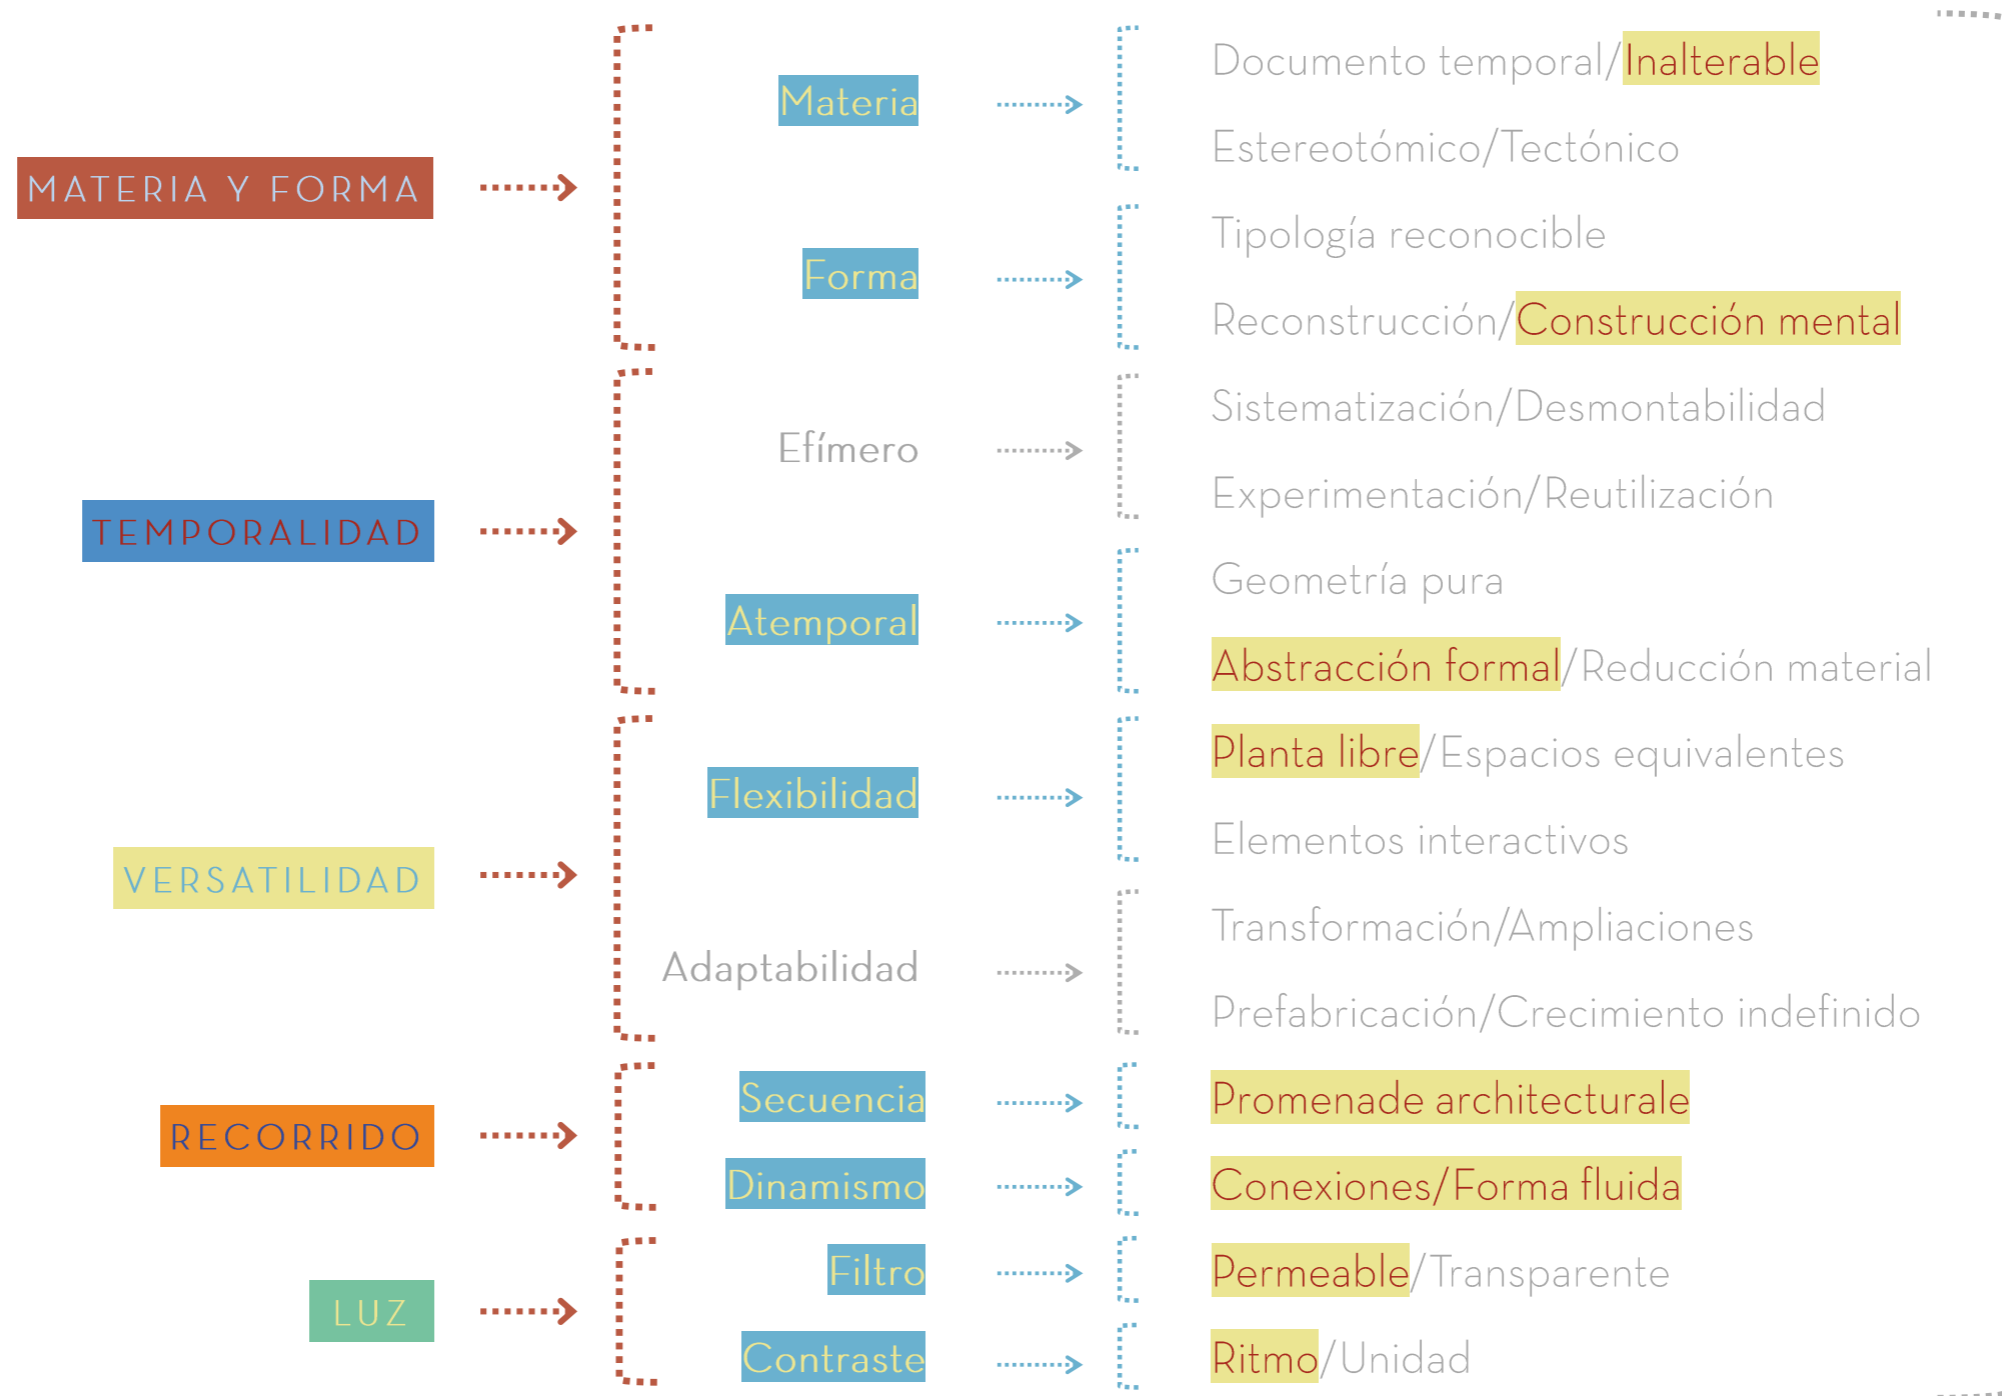 MATERIA Y FORMA
Materia
Documento temporal/Inalterable
Estereotómico/Tectónico
Forma
Tipología reconocible
Reconstrucción/Construcción mental
TEMPORALIDAD
Efímero
Sistematización/Desmontabilidad
Experimentación/Reutilización
Atemporal
Geometría pura
Abstracción formal/Reducción material
VERSATILIDAD
Flexibilidad
Planta libre/Espacios equivalentes
Elementos interactivos
Adaptabilidad
Transformación/Ampliaciones
Prefabricación/Crecimiento indefinido
RECORRIDO
Secuencia
Promenade architecturale
Dinamismo
Conexiones/Forma fluida
LUZ
Filtro
Permeable/Transparente
Contraste
Ritmo/Unidad